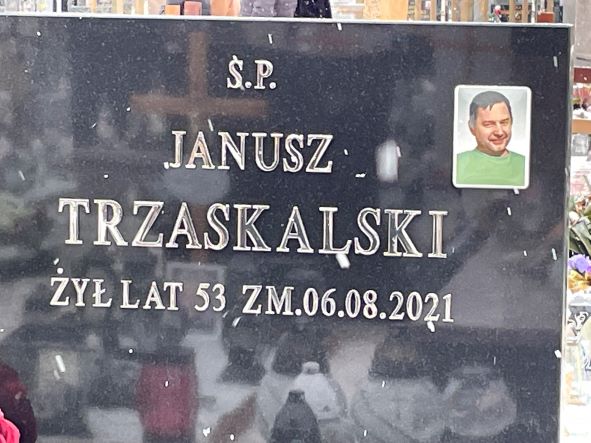 Ś.P.
JANUSZ
TRZASKALSKI
ŻYŁ LAT 53 ZM.06.08.2021